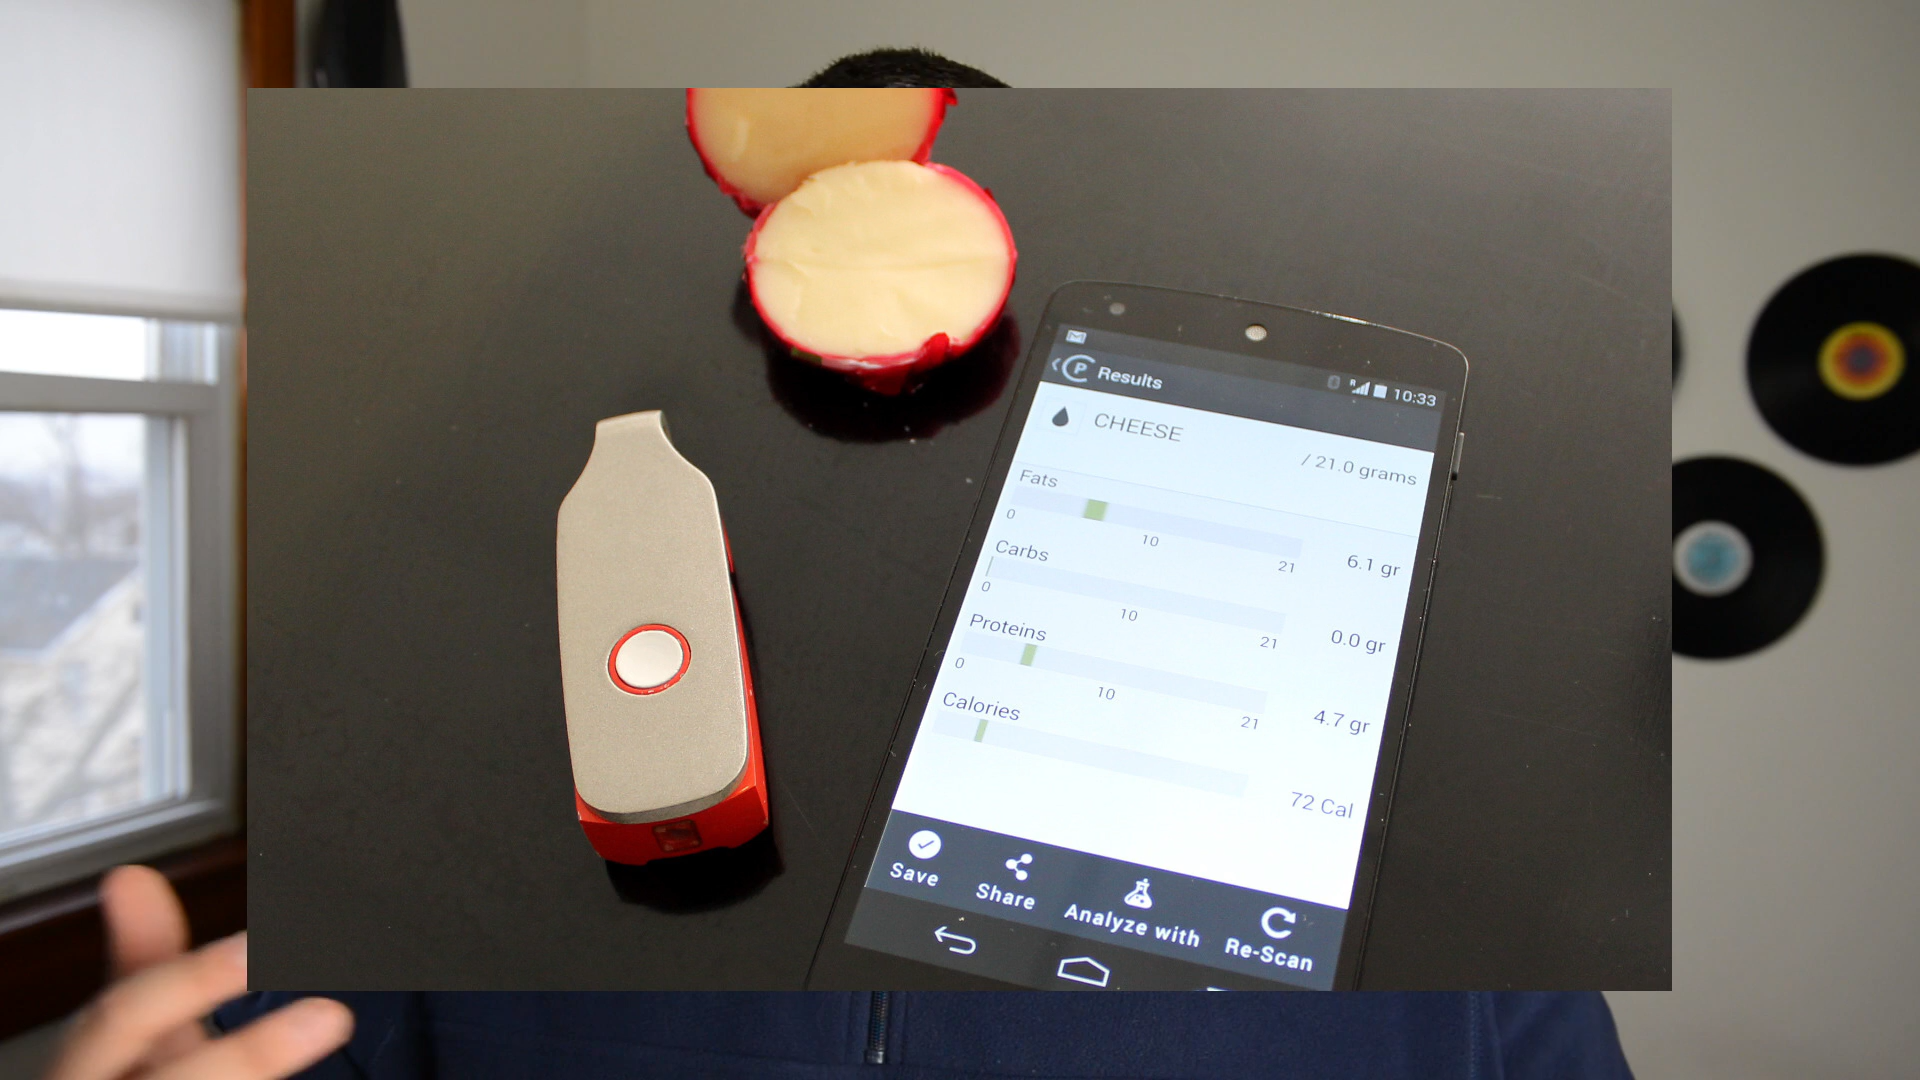 P Results
10:33
CHEESE
/ 21.0 grams
Fats
0
10
21
6.1 gr
Carbs
0
10
21
0.0 gr
Proteins
0
10
21
4.7 gr
Calories
72 Cal
Save
Share
Analyze with
Re-Scan